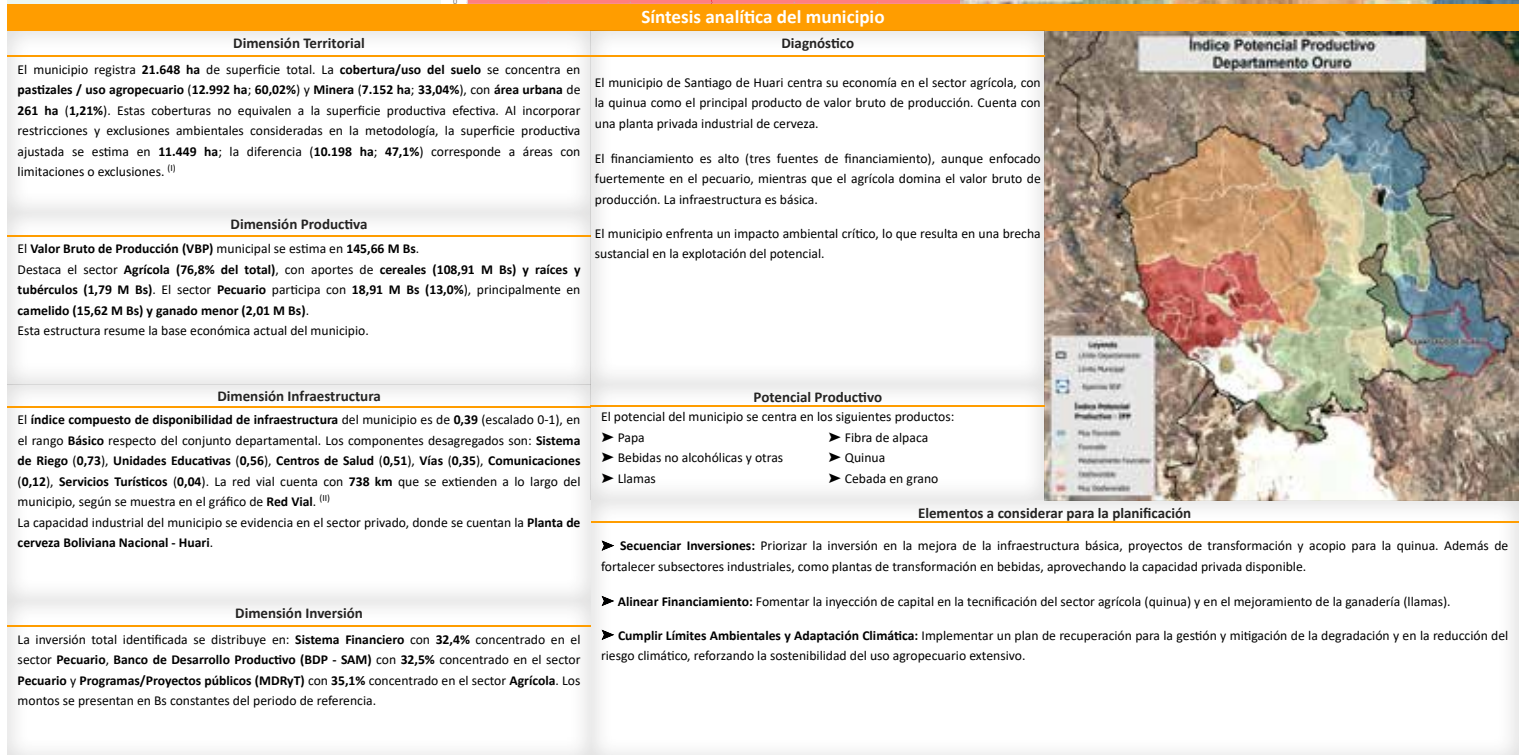 Síntesis analítica del municipio
Dimensión Territorial
El municipio registra 21.648 ha de superficie total. La cobertura/uso del suelo se concentra en
pastizales / uso agropecuario (12.992 ha; 60,02%) y Minera (7.152 ha; 33,04%), con área urbana de
261 ha (1,21%). Estas coberturas no equivalen a la superficie productiva efectiva. Al incorporar
restricciones y exclusiones ambientales consideradas en la metodología, la superficie productiva
ajustada se estima en 11.449 ha; la diferencia (10.198 ha; 47,1%) corresponde a áreas con
limitaciones o exclusiones. (I)
Dimensión Productiva
El Valor Bruto de Producción (VBP) municipal se estima en 145,66 M Bs.
Destaca el sector Agrícola (76,8% del total), con aportes de cereales (108,91 M Bs) y raíces y
tubérculos (1,79 M Bs). El sector Pecuario participa con 18,91 M Bs (13,0%), principalmente en
camelido (15,62 M Bs) y ganado menor (2,01 M Bs).
Esta estructura resume la base económica actual del municipio.
Dimensión Infraestructura
El índice compuesto de disponibilidad de infraestructura del municipio es de 0,39 (escalado 0-1), en
el rango Básico respecto del conjunto departamental. Los componentes desagregados son: Sistema
de Riego (0,73), Unidades Educativas (0,56), Centros de Salud (0,51), Vías (0,35), Comunicaciones
(0,12), Servicios Turísticos (0,04). La red vial cuenta con 738 km que se extienden a lo largo del
municipio, según se muestra en el gráfico de Red Vial. (II)
La capacidad industrial del municipio se evidencia en el sector privado, donde se cuentan la Planta de
cerveza Boliviana Nacional - Huari.
Dimensión Inversión
La inversión total identificada se distribuye en: Sistema Financiero con 32,4% concentrado en el
sector Pecuario, Banco de Desarrollo Productivo (BDP - SAM) con 32,5% concentrado en el sector
Pecuario y Programas/Proyectos públicos (MDRyT) con 35,1% concentrado en el sector Agrícola. Los
montos se presentan en Bs constantes del periodo de referencia.
Diagnóstico
El municipio de Santiago de Huari centra su economía en el sector agrícola, con
la quinua como el principal producto de valor bruto de producción. Cuenta con
una planta privada industrial de cerveza.
El financiamiento es alto (tres fuentes de financiamiento), aunque enfocado
fuertemente en el pecuario, mientras que el agrícola domina el valor bruto de
producción. La infraestructura es básica.
El municipio enfrenta un impacto ambiental crítico, lo que resulta en una brecha
sustancial en la explotación del potencial.
Potencial Productivo
El potencial del municipio se centra en los siguientes productos:
➤ Papa
➤ Bebidas no alcohólicas y otras
➤ Llamas
➤ Fibra de alpaca
➤ Quinua
➤ Cebada en grano
Índice Potencial Productivo
Departamento Oruro
Leyenda
Límite Departamental
Límite Municipal
Agencias BDP
Índice Potencial
Productivo - IPP
Muy Favorable
Favorable
Medianamente Favorable
Desfavorable
Muy Desfavorable
Elementos a considerar para la planificación
➤ Secuenciar Inversiones: Priorizar la inversión en la mejora de la infraestructura básica, proyectos de transformación y acopio para la quinua. Además de
fortalecer subsectores industriales, como plantas de transformación en bebidas, aprovechando la capacidad privada disponible.
➤ Alinear Financiamiento: Fomentar la inyección de capital en la tecnificación del sector agrícola (quinua) y en el mejoramiento de la ganadería (llamas).
➤ Cumplir Límites Ambientales y Adaptación Climática: Implementar un plan de recuperación para la gestión y mitigación de la degradación y en la reducción del
riesgo climático, reforzando la sostenibilidad del uso agropecuario extensivo.